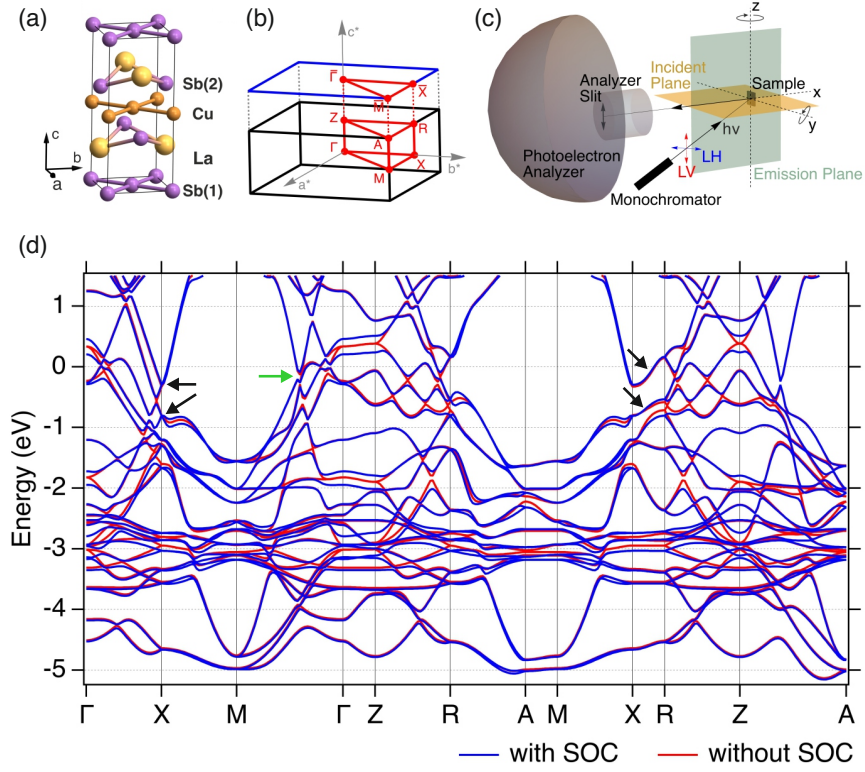 (a)
Sb(2)
Cu
La
Sb(1)
c
b
a
(b)
c*
Γ̄
X̄
M̄
Z
R
A
Γ
X
M
a*
b*
(c)
z
Incident
Plane
Sample
Analyzer
Slit
x
y
hν
LH
LV
Photoelectron
Analyzer
Monochromator
Emission Plane
(d)
Energy (eV)
1
0
-1
-2
-3
-4
-5
Γ X M Γ Z R A M X R Z A
with SOC without SOC